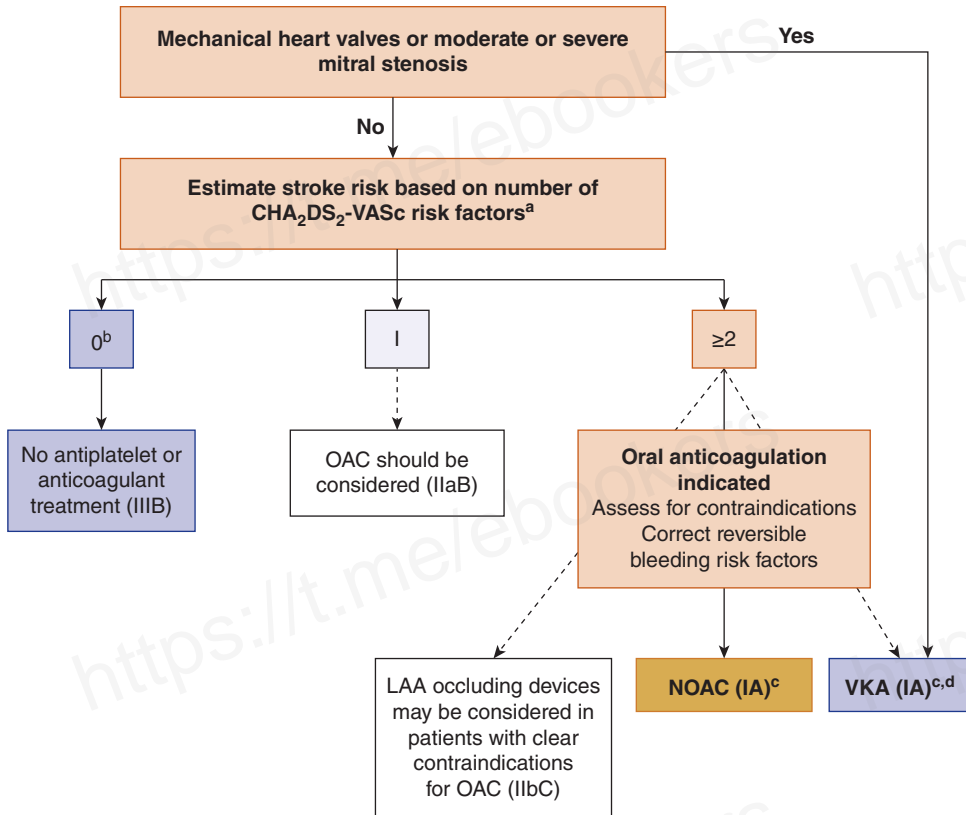 Mechanical heart valves or moderate or severe
mitral stenosis
Yes
No
Estimate stroke risk based on number of
CHA₂DS₂-VASc risk factorsᵃ
0ᵇ
I
≥2
No antiplatelet or
anticoagulant
treatment (IIIB)
OAC should be
considered (IIaB)
Oral anticoagulation
indicated
Assess for contraindications
Correct reversible
bleeding risk factors
LAA occluding devices
may be considered in
patients with clear
contraindications
for OAC (IIbC)
NOAC (IA)ᶜ
VKA (IA)ᶜ,ᵈ
https://t.me/ebookers
https://t.me/ebookers
http
http